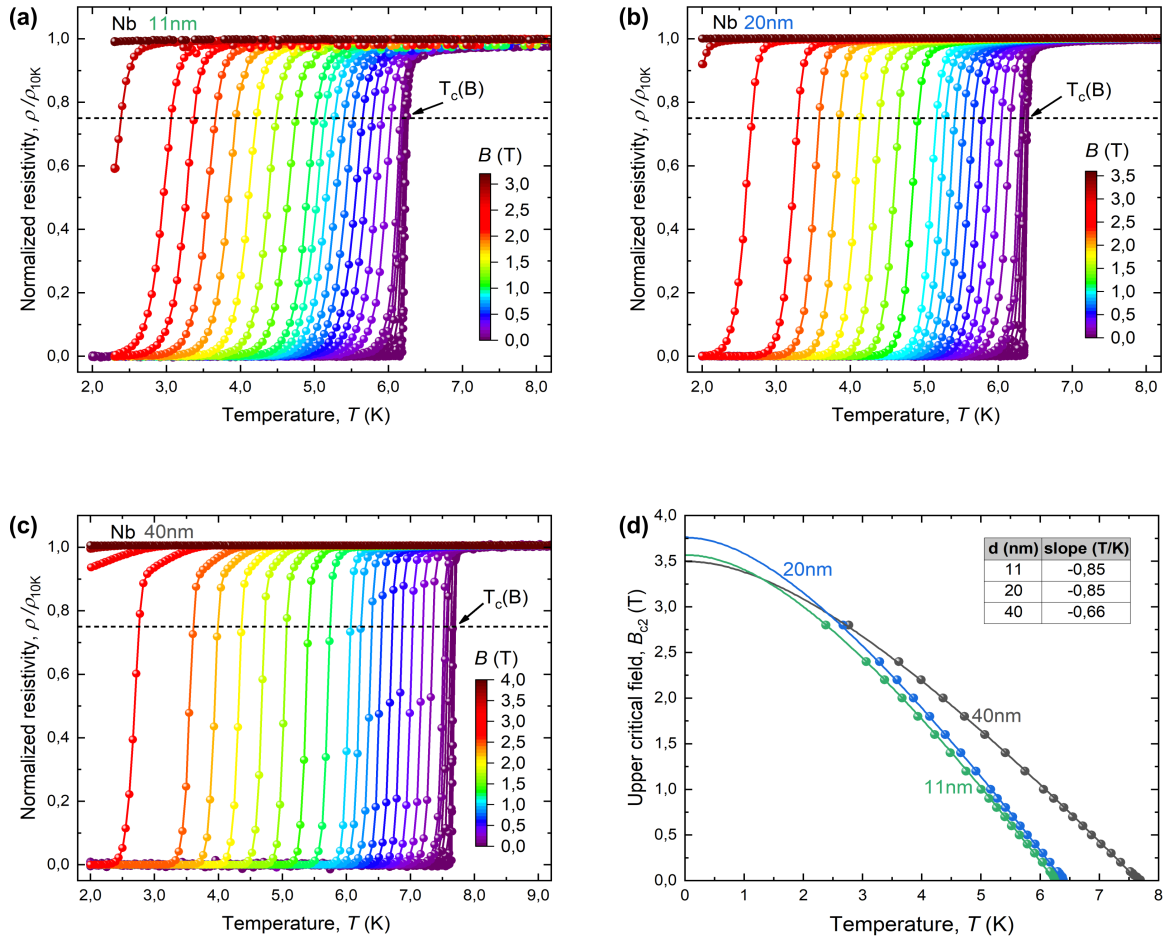 (a)
Nb 11nm
1,0
0,8
0,6
0,4
0,2
0,0
Normalized resistivity, ρ/ρ10K
Tc(B)
B (T)
3,0
2,5
2,0
1,5
1,0
0,5
0,0
2,0 3,0 4,0 5,0 6,0 7,0 8,0
Temperature, T (K)
(b)
Nb 20nm
1,0
0,8
0,6
0,4
0,2
0,0
Normalized resistivity, ρ/ρ10K
Tc(B)
B (T)
3,5
3,0
2,5
2,0
1,5
1,0
0,5
0,0
2,0 3,0 4,0 5,0 6,0 7,0 8,0
Temperature, T (K)
(c)
Nb 40nm
1,0
0,8
0,6
0,4
0,2
0,0
Normalized resistivity, ρ/ρ10K
Tc(B)
B (T)
4,0
3,5
3,0
2,5
2,0
1,5
1,0
0,5
0,0
2,0 3,0 4,0 5,0 6,0 7,0 8,0 9,0
Temperature, T (K)
(d)
4,0
3,5
3,0
2,5
2,0
1,5
1,0
0,5
0,0
Upper critical field, Bc2 (T)
20nm
40nm
11nm
d (nm) slope (T/K)
11 -0,85
20 -0,85
40 -0,66
0 1 2 3 4 5 6 7 8
Temperature, T (K)